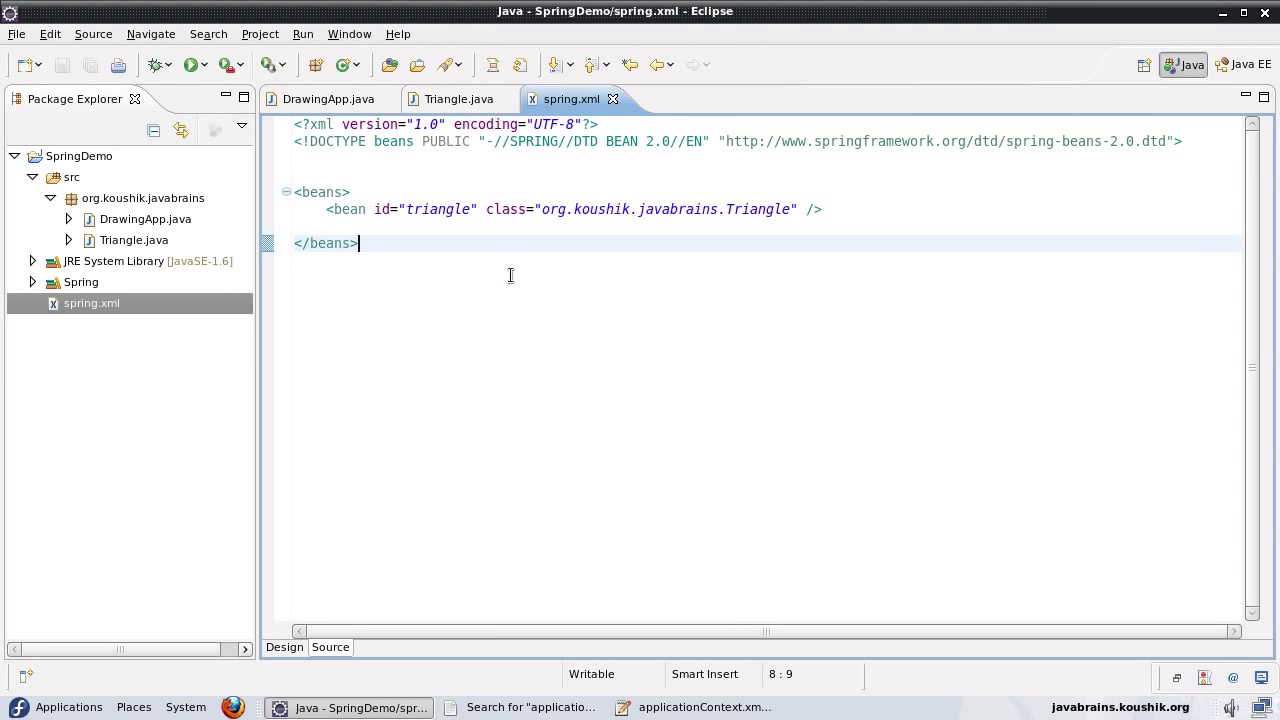 Java - SpringDemo/spring.xml - Eclipse
File Edit Source Navigate Search Project Run Window Help
Java Java EE
Package Explorer
DrawingApp.java Triangle.java spring.xml
SpringDemo
src
org.koushik.javabrains
DrawingApp.java
Triangle.java
JRE System Library [JavaSE-1.6]
Spring
spring.xml
<?xml version="1.0" encoding="UTF-8"?>
<!DOCTYPE beans PUBLIC "-//SPRING//DTD BEAN 2.0//EN" "http://www.springframework.org/dtd/spring-beans-2.0.dtd">
<beans>
<bean id="triangle" class="org.koushik.javabrains.Triangle" />
</beans>
Design Source
Writable Smart Insert 8 : 9
Applications Places System Java - SpringDemo/spr... Search for "applicatio... applicationContext.xm... javabrains.koushik.org